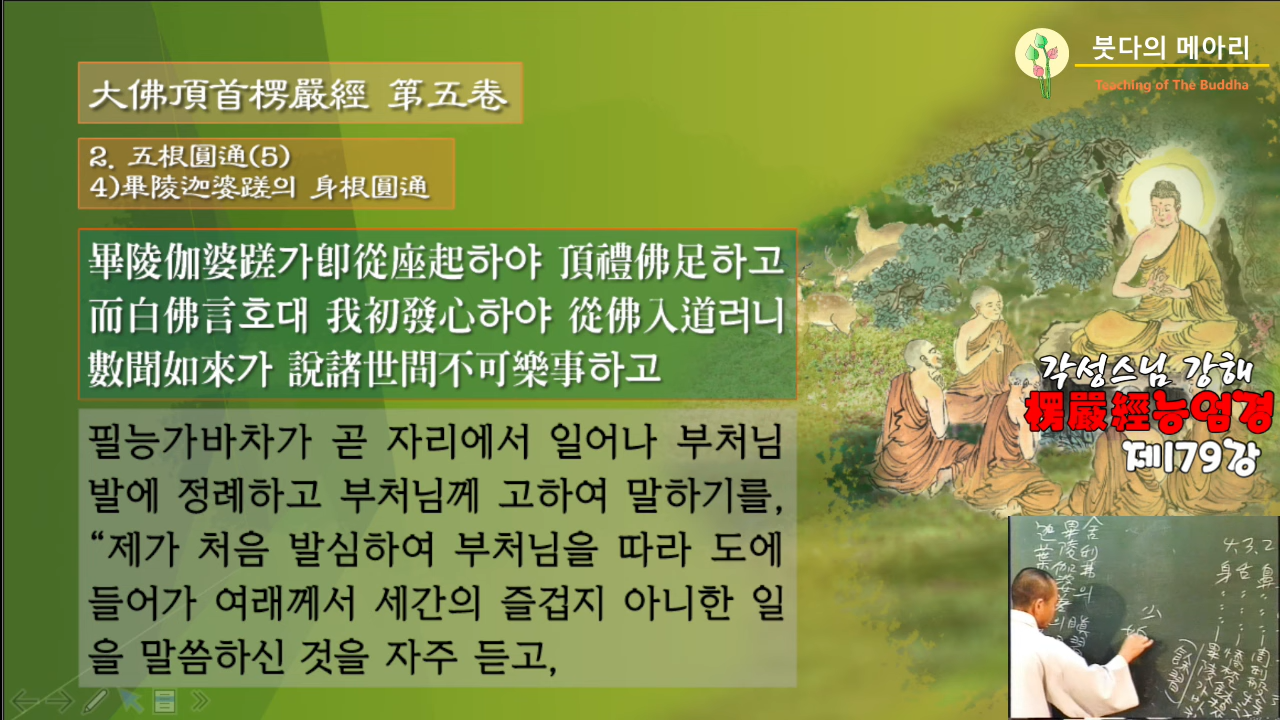 붓다의 메아리
Teaching of The Buddha
大佛頂首楞嚴經 第五卷
2. 五根圓通(5)
4)畢陵迦婆蹉의 身根圓通
畢陵伽婆蹉가卽從座起하야 頂禮佛足하고
而白佛言호대 我初發心하야 從佛入道러니
數聞如來가 說諸世間不可樂事하고
필능가바차가 곧 자리에서 일어나 부처님
발에 정례하고 부처님께 고하여 말하기를,
“제가 처음 발심하여 부처님을 따라 도에
들어가 여래께서 세간의 즐겁지 아니한 일
을 말씀하신 것을 자주 듣고,
각성스님 강해
楞嚴經능엄경
제179강
4.3.2
身舌鼻
少